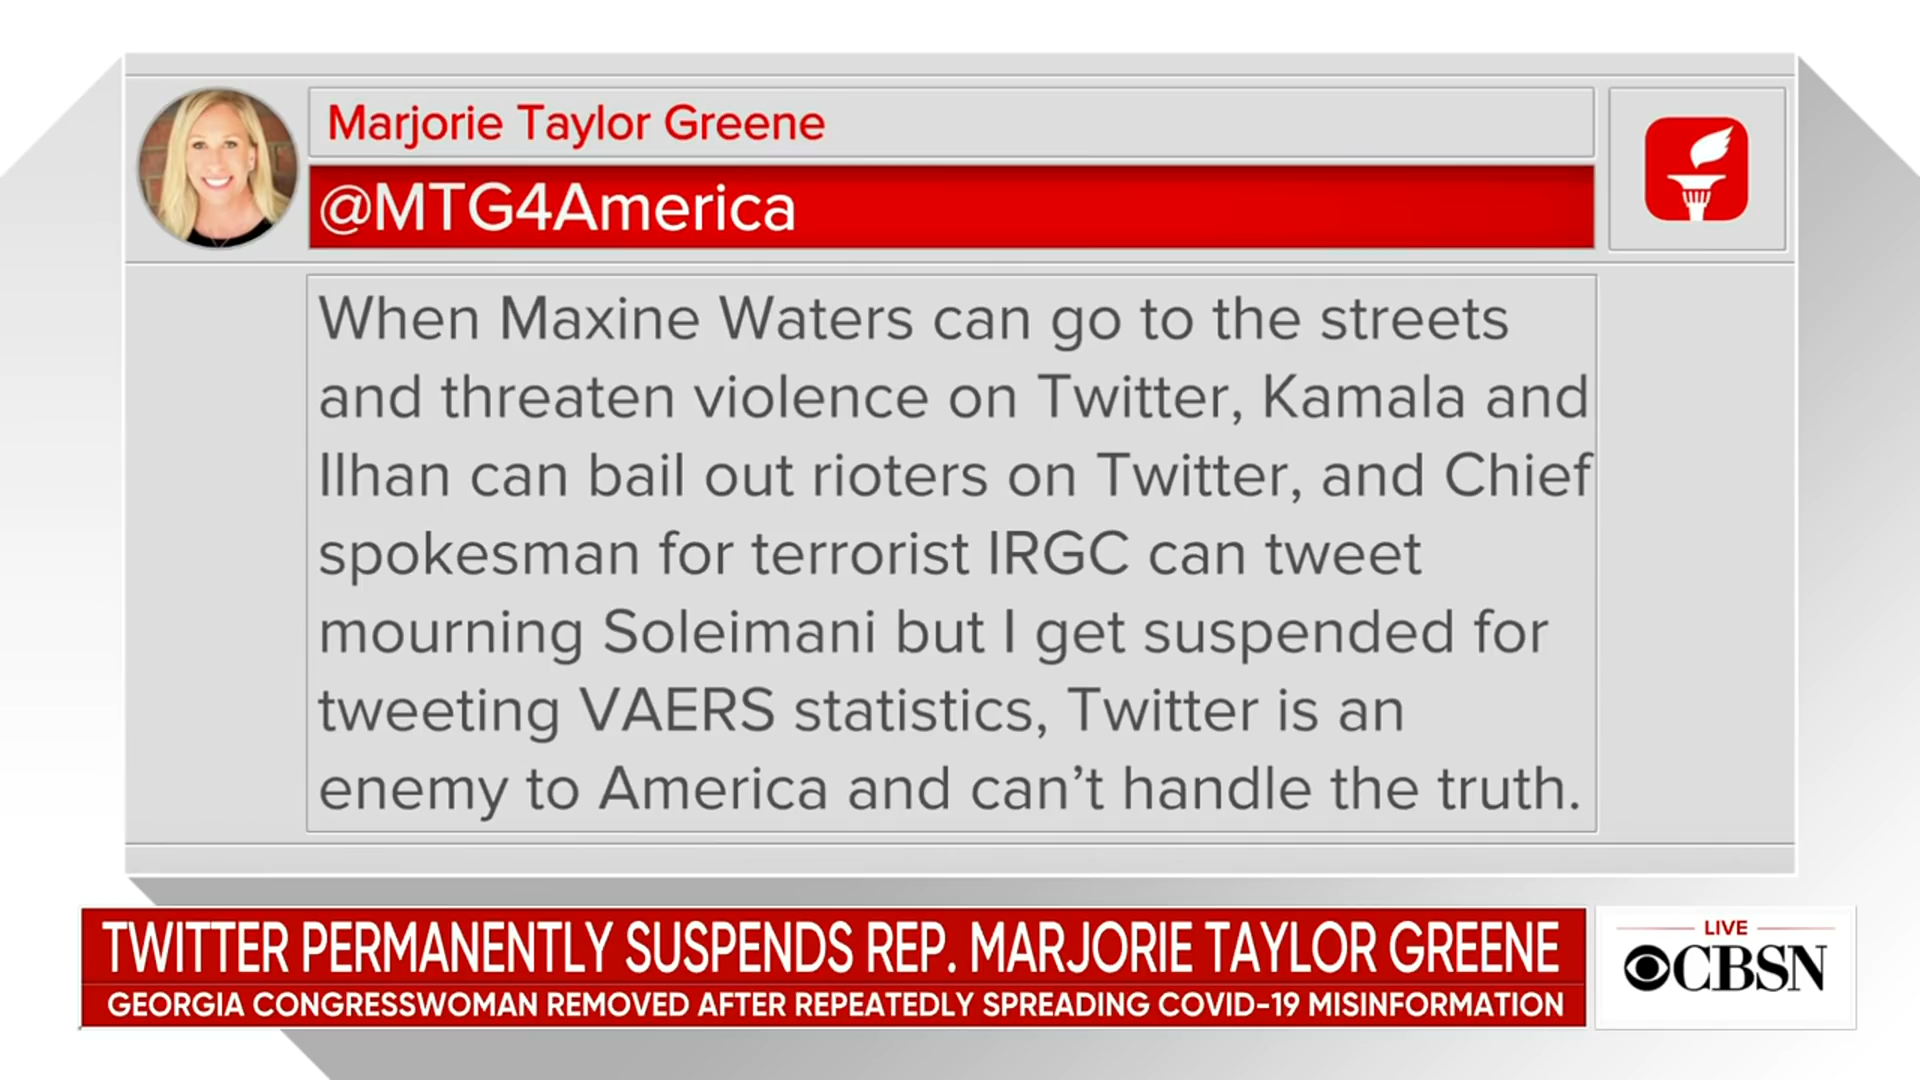 Marjorie Taylor Greene
@MTG4America
When Maxine Waters can go to the streets
and threaten violence on Twitter, Kamala and
Ilhan can bail out rioters on Twitter, and Chief
spokesman for terrorist IRGC can tweet
mourning Soleimani but I get suspended for
tweeting VAERS statistics, Twitter is an
enemy to America and can't handle the truth.
TWITTER PERMANENTLY SUSPENDS REP. MARJORIE TAYLOR GREENE
GEORGIA CONGRESSWOMAN REMOVED AFTER REPEATEDLY SPREADING COVID-19 MISINFORMATION
LIVE
CBSN